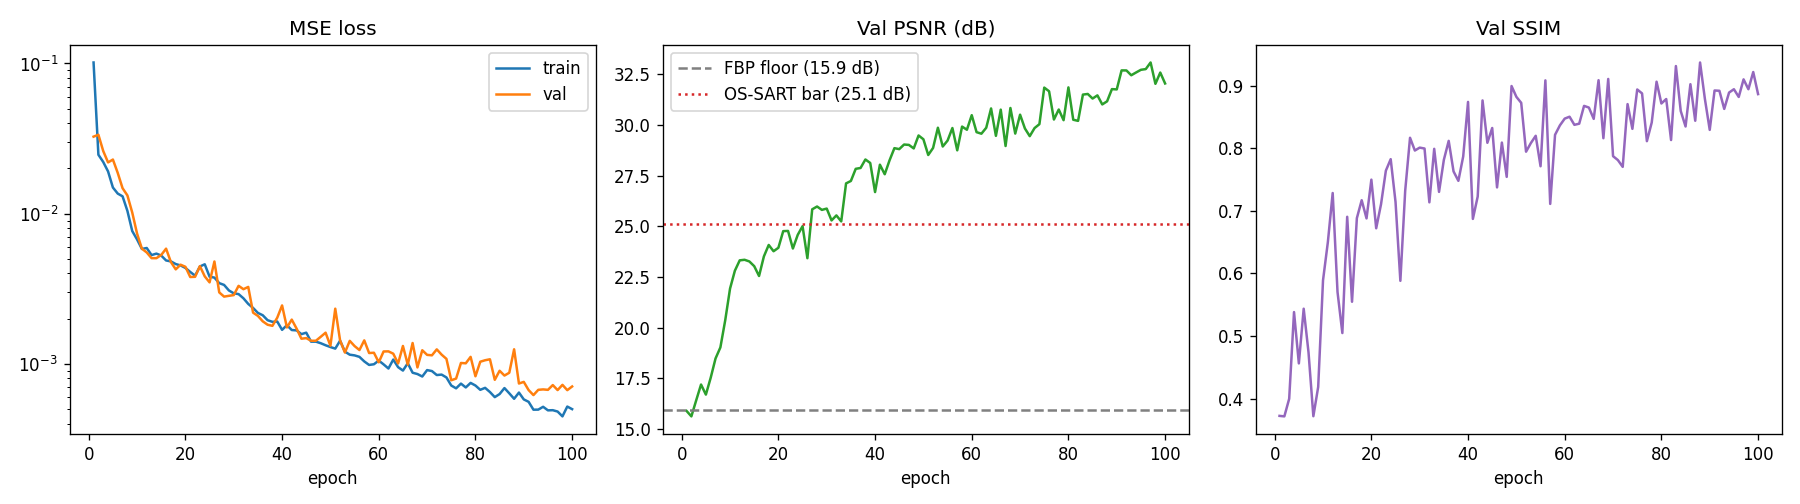 MSE loss
train
val
10^-1
10^-2
10^-3
0 20 40 60 80 100
epoch
Val PSNR (dB)
FBP floor (15.9 dB)
OS-SART bar (25.1 dB)
32.5
30.0
27.5
25.0
22.5
20.0
17.5
15.0
0 20 40 60 80 100
epoch
Val SSIM
0.9
0.8
0.7
0.6
0.5
0.4
0 20 40 60 80 100
epoch